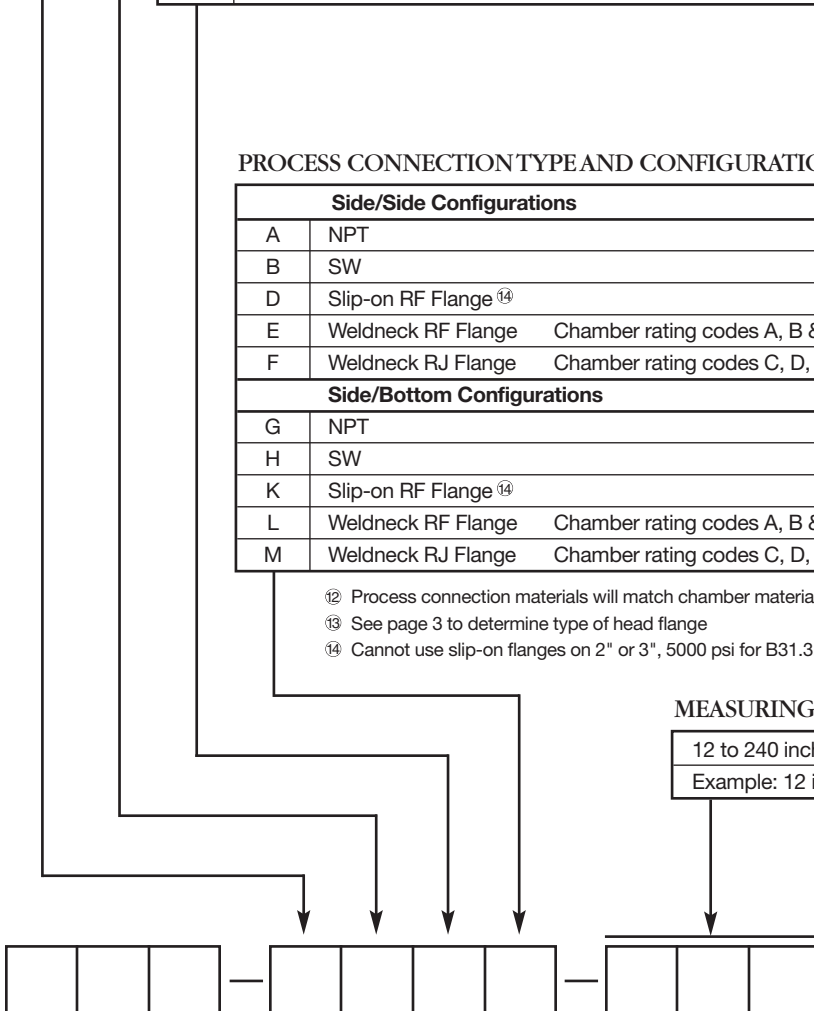 PROCESS CONNECTION TYPE AND CONFIGURATIO
Side/Side Configurations
A NPT
B SW
D Slip-on RF Flange ⑭
E Weldneck RF Flange Chamber rating codes A, B &
F Weldneck RJ Flange Chamber rating codes C, D,
Side/Bottom Configurations
G NPT
H SW
K Slip-on RF Flange ⑭
L Weldneck RF Flange Chamber rating codes A, B &
M Weldneck RJ Flange Chamber rating codes C, D,
⑫ Process connection materials will match chamber materia
⑬ See page 3 to determine type of head flange
⑭ Cannot use slip-on flanges on 2" or 3", 5000 psi for B31.3
MEASURING
12 to 240 inch
Example: 12 i